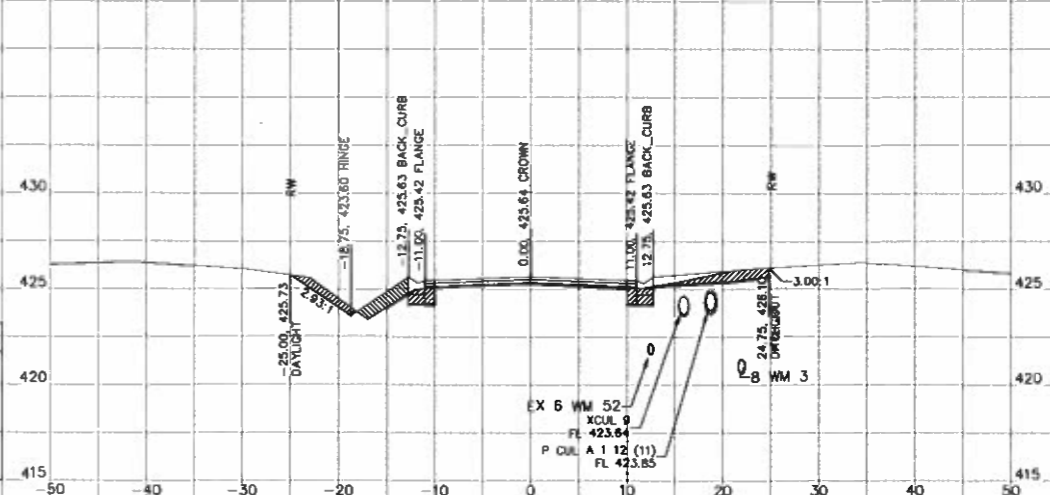 -18.75, 423.60 HINGE
-12.75, 425.63 BACK_CURB
-11.00, 425.42 FLANGE
0.00, 425.64 CROWN
11.00, 425.42 FLANGE
12.75, 425.63 BACK_CURB
430
RW
RW
430
425
2.93:1
-3.00:1
425
-25.00, 425.73
DAYLIGHT
24.75, 426.10
420
8 WM 3
420
EX 6 WM 52
XCUL 9
FL 423.64
P CUL A 1 12 (11)
FL 423.85
415
415
-50
-40
-30
-20
-10
0
10
20
30
40
50